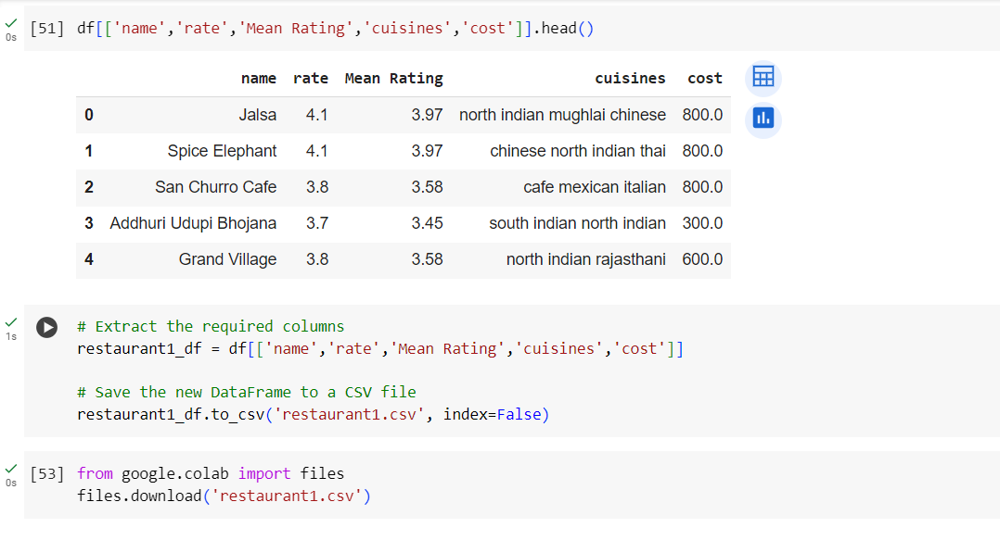 [51] df[['name','rate','Mean Rating','cuisines','cost']].head()
0s
name rate Mean Rating cuisines cost
0 Jalsa 4.1 3.97 north indian mughlai chinese 800.0
1 Spice Elephant 4.1 3.97 chinese north indian thai 800.0
2 San Churro Cafe 3.8 3.58 cafe mexican italian 800.0
3 Addhuri Udupi Bhojana 3.7 3.45 south indian north indian 300.0
4 Grand Village 3.8 3.58 north indian rajasthani 600.0
# Extract the required columns
1s
restaurant1_df = df[['name','rate','Mean Rating','cuisines','cost']]
# Save the new DataFrame to a CSV file
restaurant1_df.to_csv('restaurant1.csv', index=False)
[53] from google.colab import files
0s
files.download('restaurant1.csv')